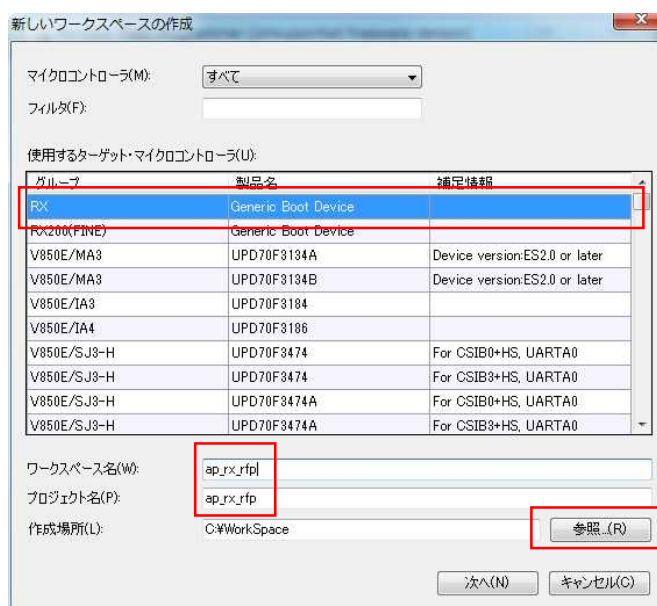 新しいワークスペースの作成
マイクロコントローラ(M): すべて
フィルタ(F):
使用するターゲット・マイクロコントローラ(U):
グループ 製品名 補足情報
RX Generic Boot Device
RX200(FINE) Generic Boot Device
V850E/MA3 UPD70F3134A Device version:ES2.0 or later
V850E/MA3 UPD70F3134B Device version:ES2.0 or later
V850E/IA3 UPD70F3184
V850E/IA4 UPD70F3186
V850E/SJ3-H UPD70F3474 For CSIB0+HS, UARTA0
V850E/SJ3-H UPD70F3474 For CSIB3+HS, UARTA0
V850E/SJ3-H UPD70F3474A For CSIB0+HS, UARTA0
V850E/SJ3-H UPD70F3474A For CSIB3+HS, UARTA0
ワークスペース名(W): ap_rx_rfp
プロジェクト名(P): ap_rx_rfp
作成場所(L): C:¥WorkSpace 参照...(R)
次へ(N) キャンセル(C)